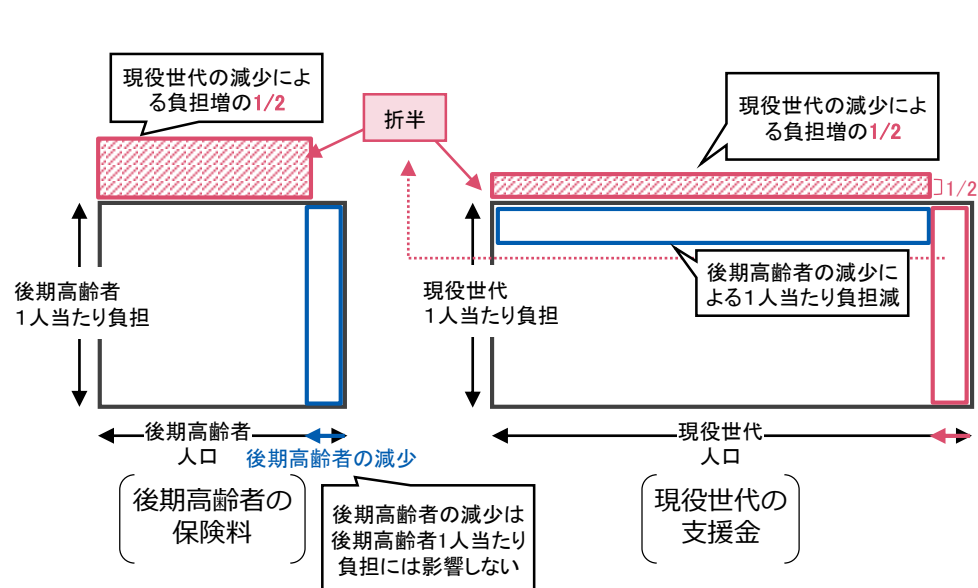 現役世代の減少によ
る負担増の1/2
折半
現役世代の減少によ
る負担増の1/2
1/2
後期高齢者
１人当たり負担
現役世代
１人当たり負担
後期高齢者の減少に
よる１人当たり負担減
後期高齢者
人口
後期高齢者の減少
現役世代
人口
後期高齢者の
保険料
後期高齢者の減少は
後期高齢者1人当たり
負担には影響しない
現役世代の
支援金